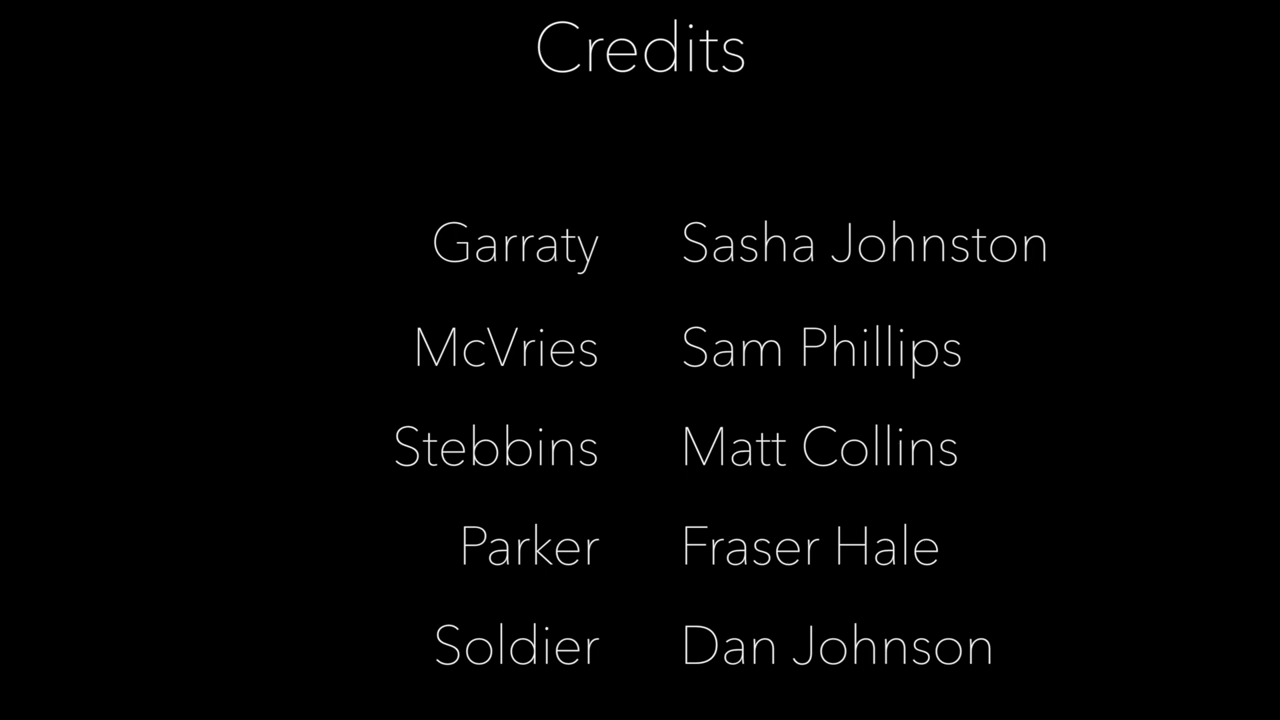 Credits
Garraty Sasha Johnston
McVries Sam Phillips
Stebbins Matt Collins
Parker Fraser Hale
Soldier Dan Johnson